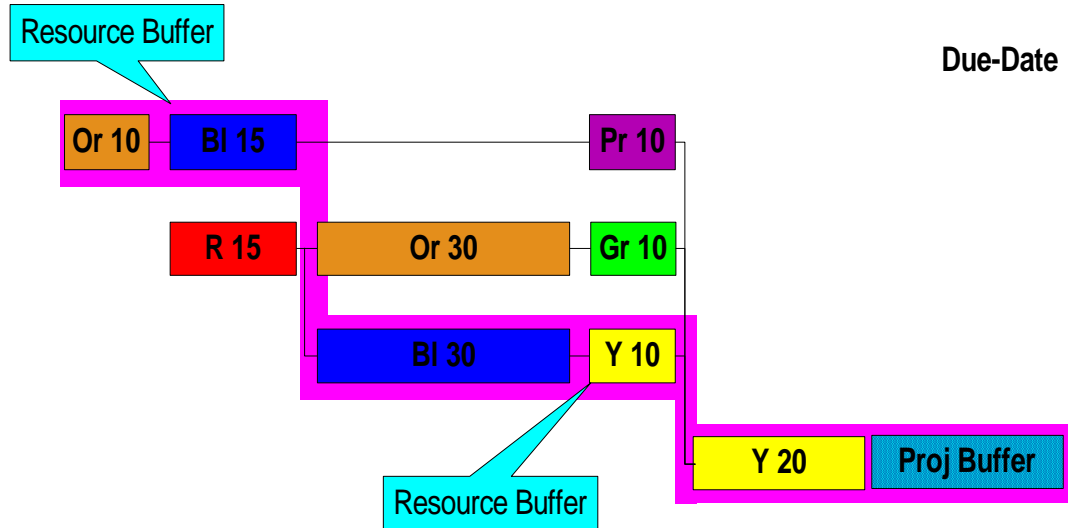 Resource Buffer
Due-Date
Or 10
Bl 15
Pr 10
R 15
Or 30
Gr 10
Bl 30
Y 10
Y 20
Proj Buffer
Resource Buffer